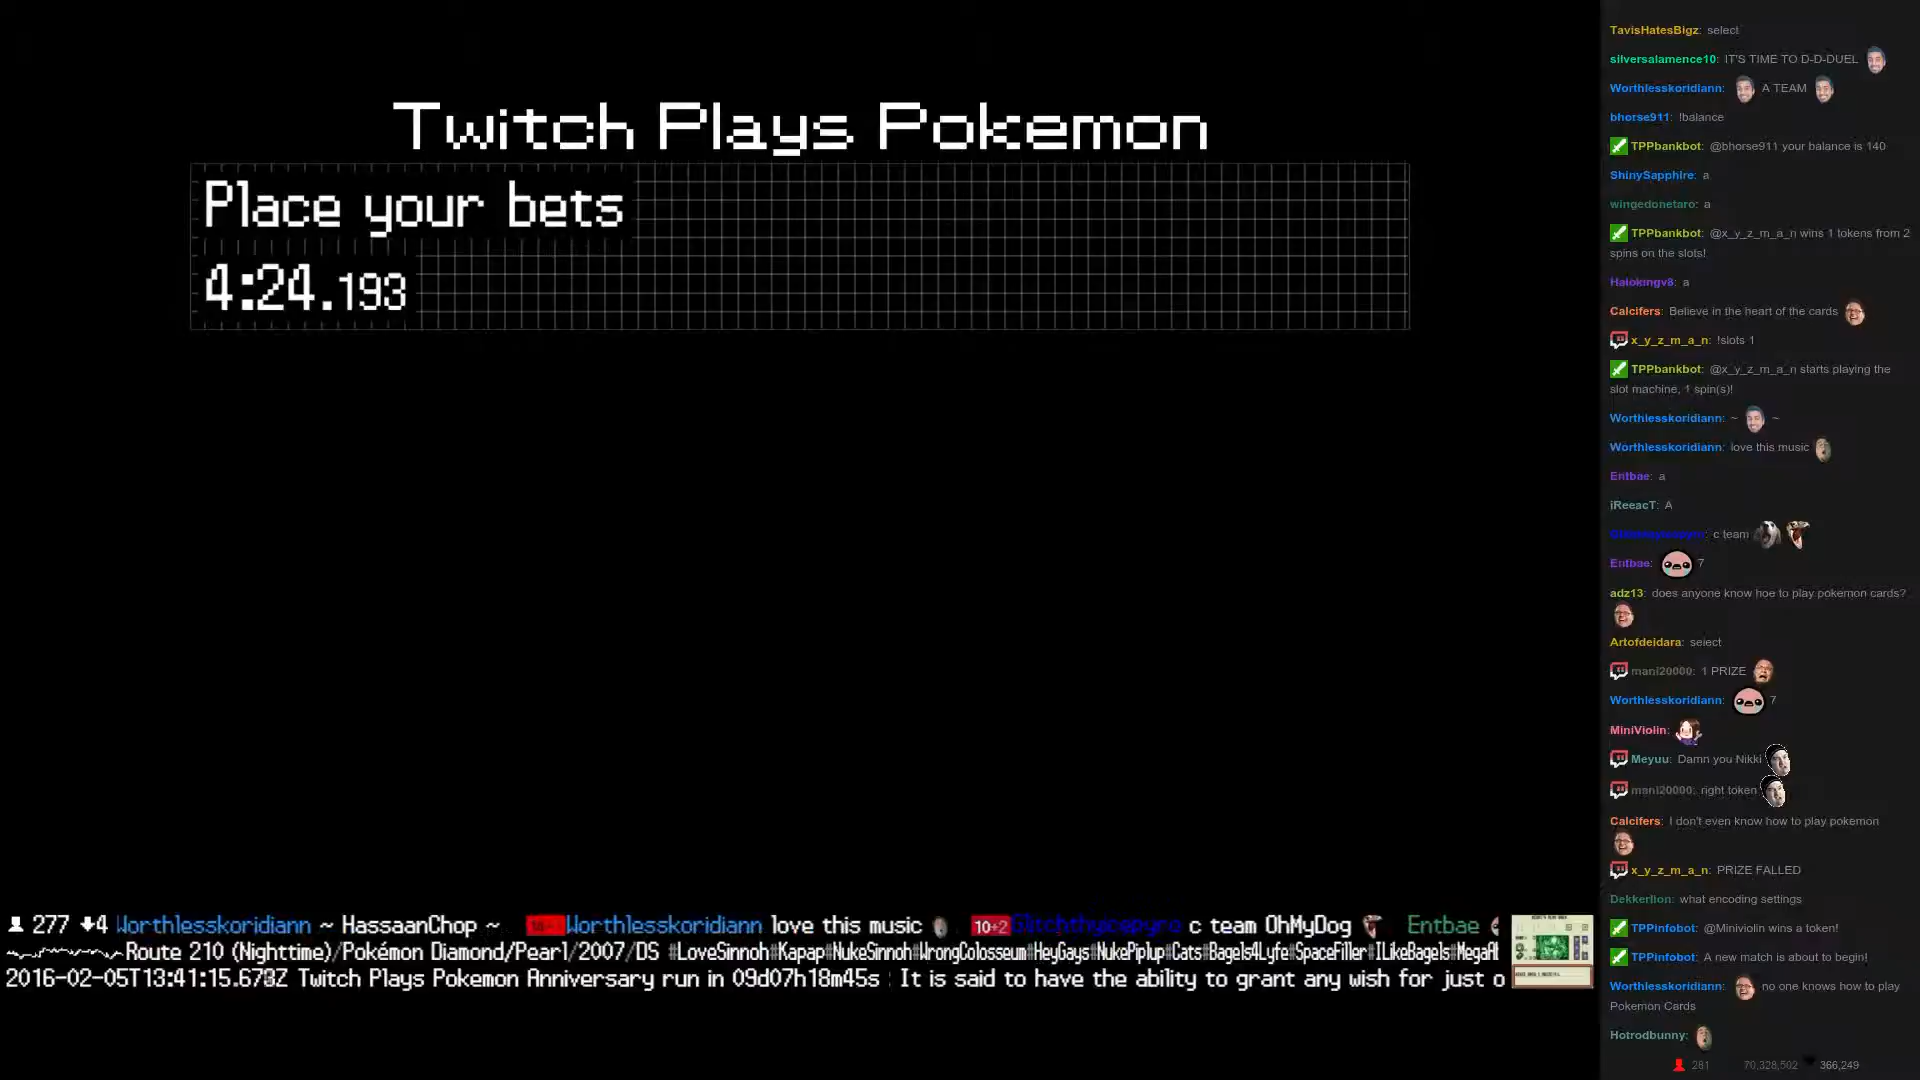 Twitch Plays Pokemon
Place your bets
4:24.193
277 4 Worthlesskoridiann ~ HassaanChop ~ Worthlesskoridiann love this music 10+2 Glitchthyicepyro c team OhMyDog Entbae
Route 210 (Nighttime)/Pokémon Diamond/Pearl/2007/DS #LoveSinnoh#Kapap#NukeSinnoh#WrongColosseum#HeyGays#NukePiplup#Cats#Bagels4Lyfe#SpaceFiller#ILikeBagels#MegaAt
Twitch Plays Pokemon Anniversary run in 09d07h18m45s : It is said to have the ability to grant any wish for just o
TavisHatesBigz: select
silversalamence10: IT'S TIME TO D-D-DUEL
Worthlesskoridiann: A TEAM
bhorse911: !balance
TPPbankbot: @bhorse911 your balance is 140
ShinySapphire: a
wingedonetaro: a
TPPbankbot: @x_y_z_m_a_n wins 1 tokens from 2
spins on the slots!
Halokingv8: a
Calcifers: Believe in the heart of the cards
x_y_z_m_a_n: !slots 1
TPPbankbot: @x_y_z_m_a_n starts playing the
slot machine, 1 spin(s)!
Worthlesskoridiann: ~ ~
Worthlesskoridiann: love this music
Entbae: a
iReeacT: A
Glitchthyicepyro: c team
Entbae: 7
adz13: does anyone know hoe to play pokemon cards?
Artofdeidara: select
mani20000: 1 PRIZE
Worthlesskoridiann: 7
MiniViolin:
Meyuu: Damn you Nikki
mani20000: right token
Calcifers: I don't even know how to play pokemon
x_y_z_m_a_n: PRIZE FALLED
Dekkerlion: what encoding settings
TPPinfobot: @Miniviolin wins a token!
TPPinfobot: A new match is about to begin!
Worthlesskoridiann: no one knows how to play
Pokemon Cards
Hotrodbunny:
281 70,328,502 366,249